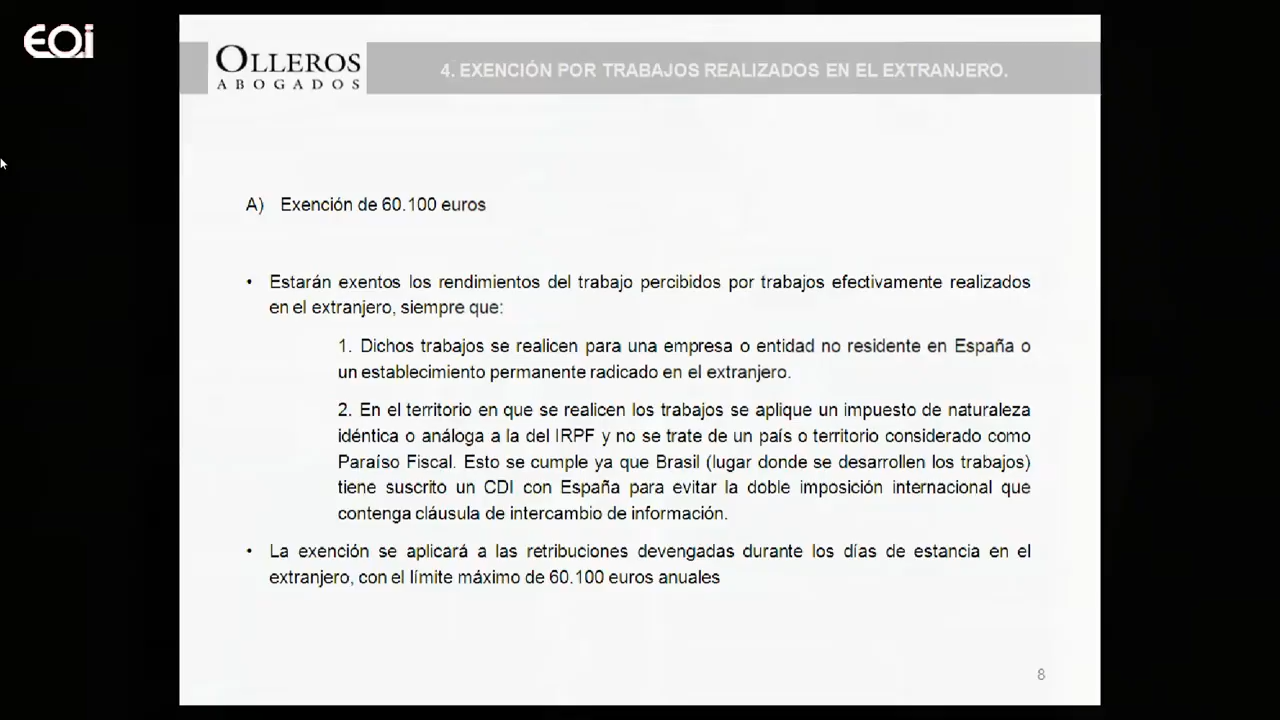 EOi
OLLEROS
ABOGADOS
4. EXENCIÓN POR TRABAJOS REALIZADOS EN EL EXTRANJERO.
A) Exención de 60.100 euros
• Estarán exentos los rendimientos del trabajo percibidos por trabajos efectivamente realizados
en el extranjero, siempre que:
1. Dichos trabajos se realicen para una empresa o entidad no residente en España o
un establecimiento permanente radicado en el extranjero.
2. En el territorio en que se realicen los trabajos se aplique un impuesto de naturaleza
idéntica o análoga a la del IRPF y no se trate de un país o territorio considerado como
Paraíso Fiscal. Esto se cumple ya que Brasil (lugar donde se desarrollen los trabajos)
tiene suscrito un CDI con España para evitar la doble imposición internacional que
contenga cláusula de intercambio de información.
• La exención se aplicará a las retribuciones devengadas durante los días de estancia en el
extranjero, con el límite máximo de 60.100 euros anuales
8